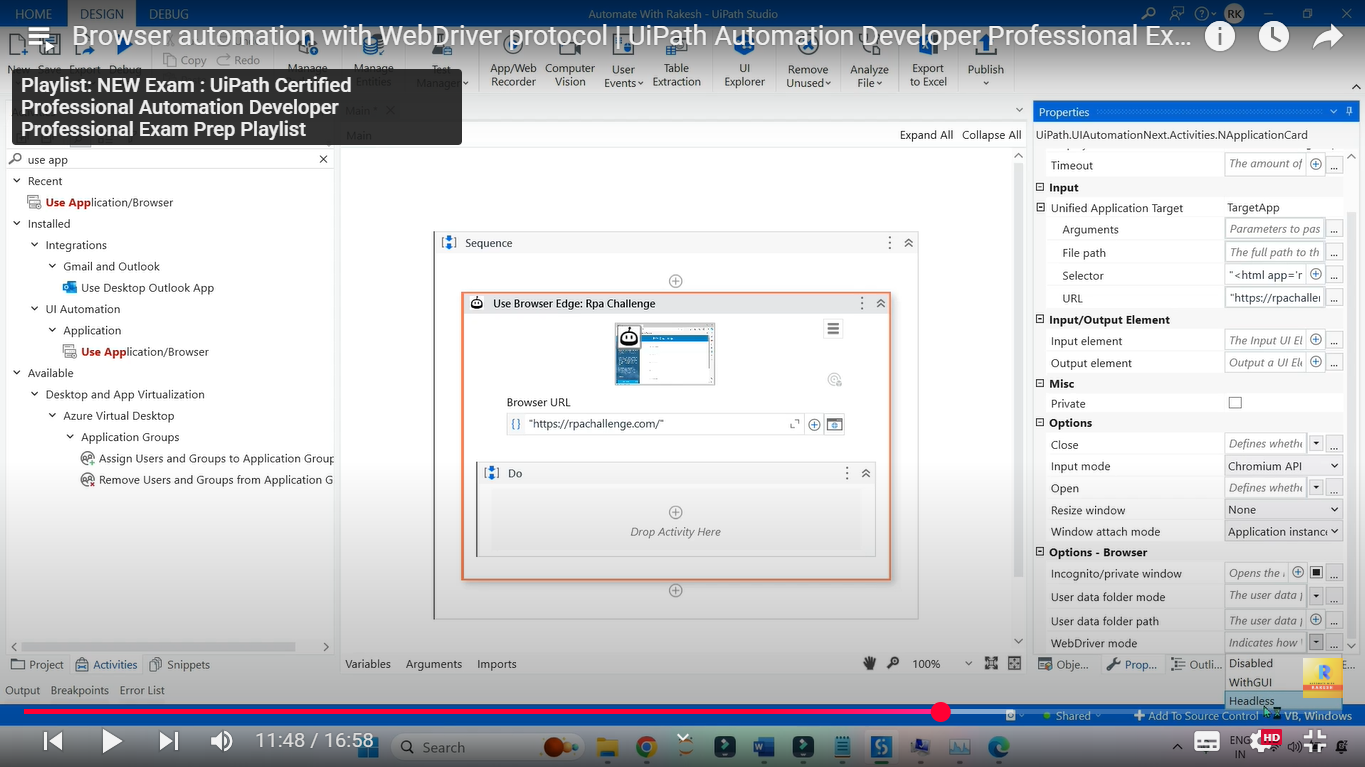 HOME DESIGN DEBUG Automate With Rakesh - UiPath Studio RK
Browser automation with WebDriver protocol | UiPath Automation Developer Professional Ex...
Copy Redo
New Save Export Debug
Manage Manage Entities Test Manager App/Web Recorder Computer Vision User Events Table Extraction UI Explorer Remove Unused Analyze File Export to Excel Publish
Playlist: NEW Exam : UiPath Certified
Professional Automation Developer
Professional Exam Prep Playlist
Main
Main
Expand All Collapse All
use app
Recent
Use Application/Browser
Installed
Integrations
Gmail and Outlook
Use Desktop Outlook App
UI Automation
Application
Use Application/Browser
Available
Desktop and App Virtualization
Azure Virtual Desktop
Application Groups
Assign Users and Groups to Application Group
Remove Users and Groups from Application G
Sequence
Use Browser Edge: Rpa Challenge
Browser URL
"https://rpachallenge.com/"
Do
Drop Activity Here
Properties
UiPath.UIAutomationNext.Activities.NApplicationCard
Timeout The amount of ...
Input
Unified Application Target TargetApp
Arguments Parameters to pas ...
File path The full path to th ...
Selector "<html app='r ...
URL "https://rpachaller ...
Input/Output Element
Input element The Input UI El ...
Output element Output a UI Ele ...
Misc
Private
Options
Close Defines whethe ...
Input mode Chromium API
Open Defines whethe ...
Resize window None
Window attach mode Application instance
Options - Browser
Incognito/private window Opens the ...
User data folder mode The user data ...
User data folder path The user data ...
WebDriver mode Indicates how ...
Disabled
WithGUI
Headless
Project Activities Snippets
Variables Arguments Imports 100%
Obje... Prop... Outli...
Output Breakpoints Error List
Shared Add To Source Control VB, Windows
11:48 / 16:58
Search
HD
ENG
IN